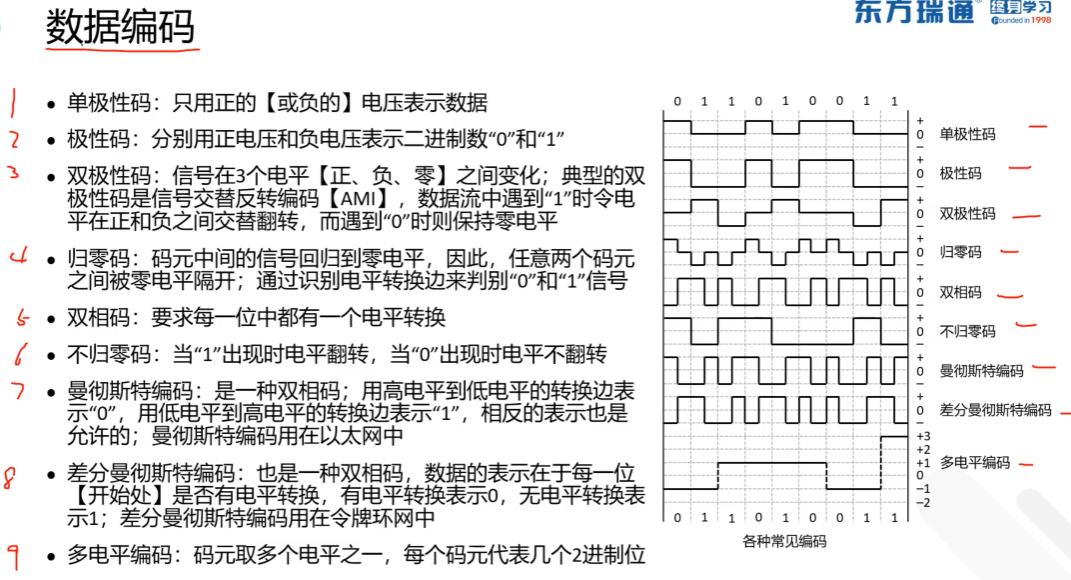 数据编码
东方瑞通® 终身学习
Founded in 1998
1 • 单极性码：只用正的【或负的】电压表示数据
2 • 极性码：分别用正电压和负电压表示二进制数“0”和“1”
3 • 双极性码：信号在3个电平【正、负、零】之间变化；典型的双
极性码是信号交替反转编码【AMI】，数据流中遇到“1”时令电
平在正和负之间交替翻转，而遇到“0”时则保持零电平
4 • 归零码：码元中间的信号回归到零电平，因此，任意两个码元
之间被零电平隔开；通过识别电平转换边来判别“0”和“1”信号
5 • 双相码：要求每一位中都有一个电平转换
6 • 不归零码：当“1”出现时电平翻转，当“0”出现时电平不翻转
7 • 曼彻斯特编码：是一种双相码；用高电平到低电平的转换边表
示“0”，用低电平到高电平的转换边表示“1”，相反的表示也是
允许的；曼彻斯特编码用在以太网中
8 • 差分曼彻斯特编码：也是一种双相码，数据的表示在于每一位
【开始处】是否有电平转换，有电平转换表示0，无电平转换表
示1；差分曼彻斯特编码用在令牌环网中
9 • 多电平编码：码元取多个电平之一，每个码元代表几个2进制位
0 1 1 0 1 0 0 1 1
+
0 单极性码
−
+
0 极性码
−
+
0 双极性码
−
+
0 归零码
−
+
0 双相码
−
+
0 不归零码
−
+
0 曼彻斯特编码
−
+
0 差分曼彻斯特编码
−
+3
+2
+1 多电平编码
0
−1
−2
0 1 1 0 1 0 0 1 1
各种常见编码